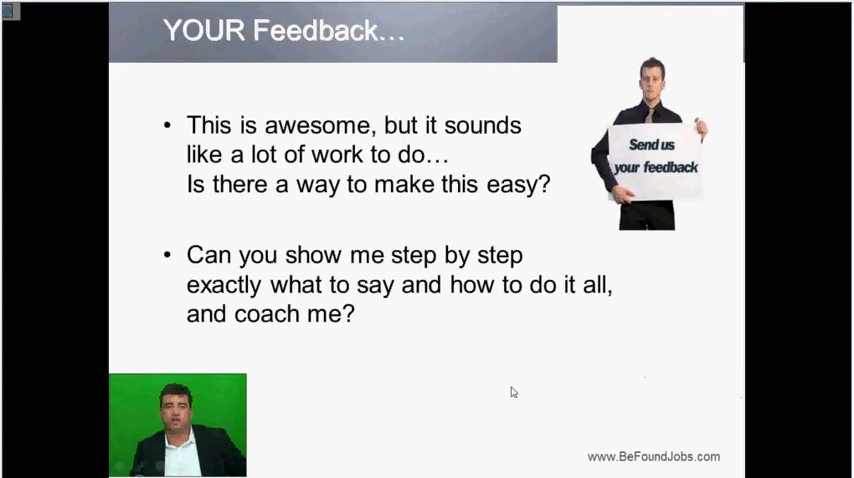 YOUR Feedback...
• This is awesome, but it sounds
like a lot of work to do...
Is there a way to make this easy?
Send us
your feedback
• Can you show me step by step
exactly what to say and how to do it all,
and coach me?
www.BeFoundJobs.com